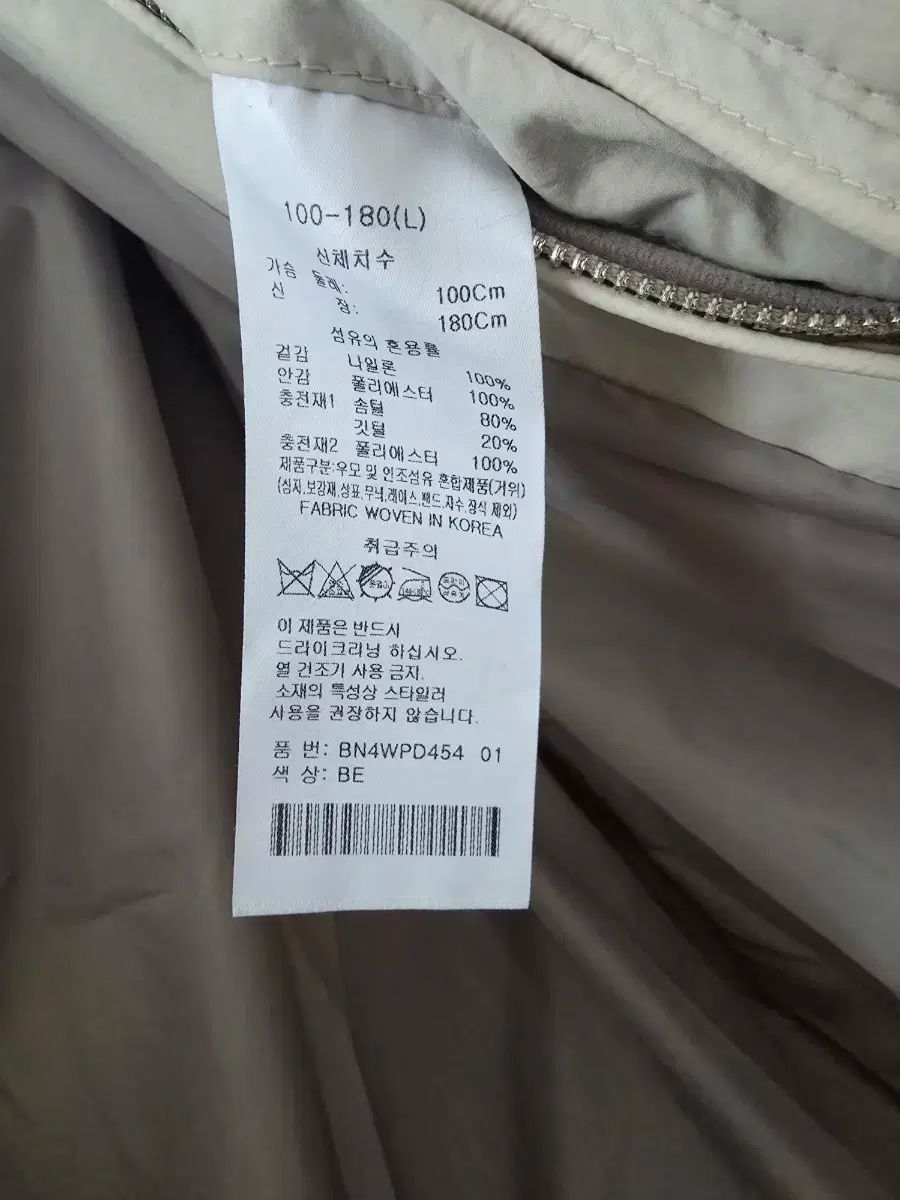 100-180(L)
신체치수
가슴 둘레: 100Cm
신 장: 180Cm
섬유의 혼용률
겉감 나일론 100%
안감 폴리에스터 100%
충전재1 솜털 80%
깃털 20%
충전재2 폴리에스터 100%
제품구분:우모 및 인조섬유 혼합제품(거위)
(심지,보강재,상표,무늬,레이스,밴드,자수,장식 제외)
FABRIC WOVEN IN KOREA
취급주의
이 제품은 반드시
드라이크리닝 하십시오.
열 건조기 사용 금지.
소재의 특성상 스타일러
사용을 권장하지 않습니다.
품 번: BN4WPD454 01
색 상: BE